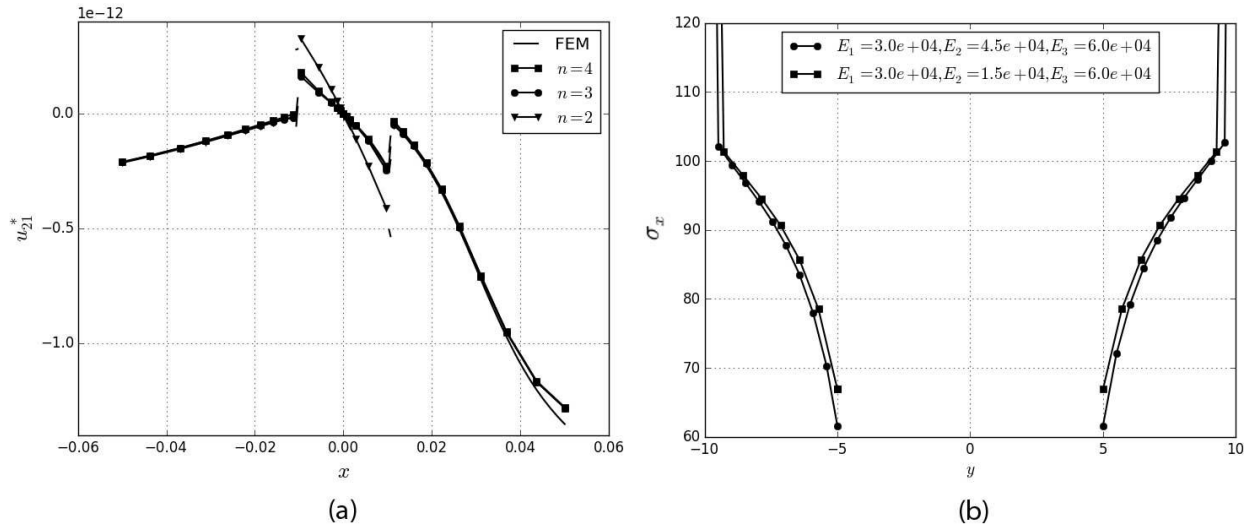 1e−12
FEM
n=4
n=3
n=2
0.0
−0.5
−1.0
u*21
−0.06 −0.04 −0.02 0.00 0.02 0.04 0.06
x
(a)
E1 =3.0e+04,E2 =4.5e+04,E3 =6.0e+04
E1 =3.0e+04,E2 =1.5e+04,E3 =6.0e+04
120
110
100
90
80
70
60
σx
−10 −5 0 5 10
y
(b)